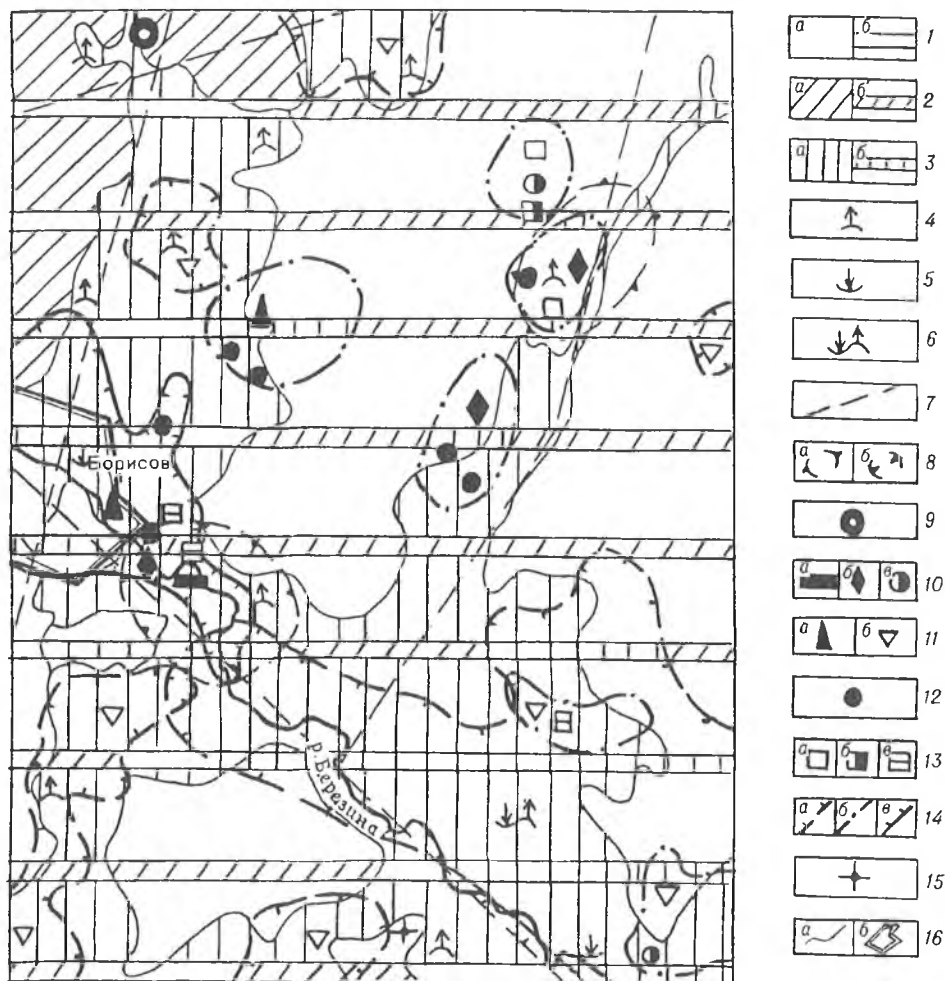 Борисов
р. Березина
а б 1
а б 2
а б 3
4
5
6
7
а б 8
9
а б в 10
а б 11
12
а б в 13
а б в 14
15
а б 16